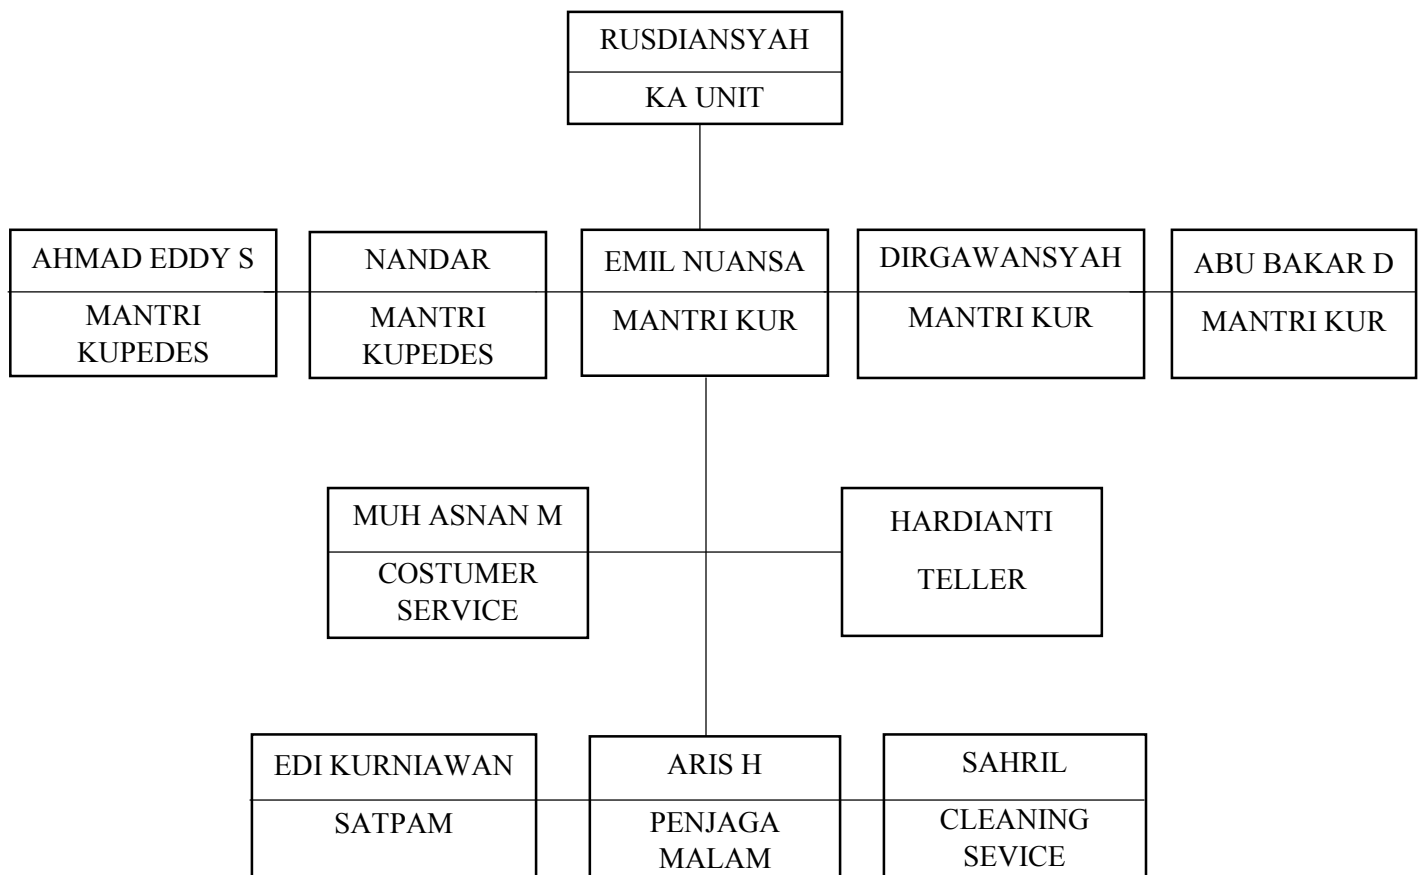 RUSDIANSYAH
KA UNIT
AHMAD EDDY S
MANTRI
KUPEDES
NANDAR
MANTRI
KUPEDES
EMIL NUANSA
MANTRI KUR
DIRGAWANSYAH
MANTRI KUR
ABU BAKAR D
MANTRI KUR
MUH ASNAN M
COSTUMER
SERVICE
HARDIANTI
TELLER
EDI KURNIAWAN
SATPAM
ARIS H
PENJAGA
MALAM
SAHRIL
CLEANING
SEVICE